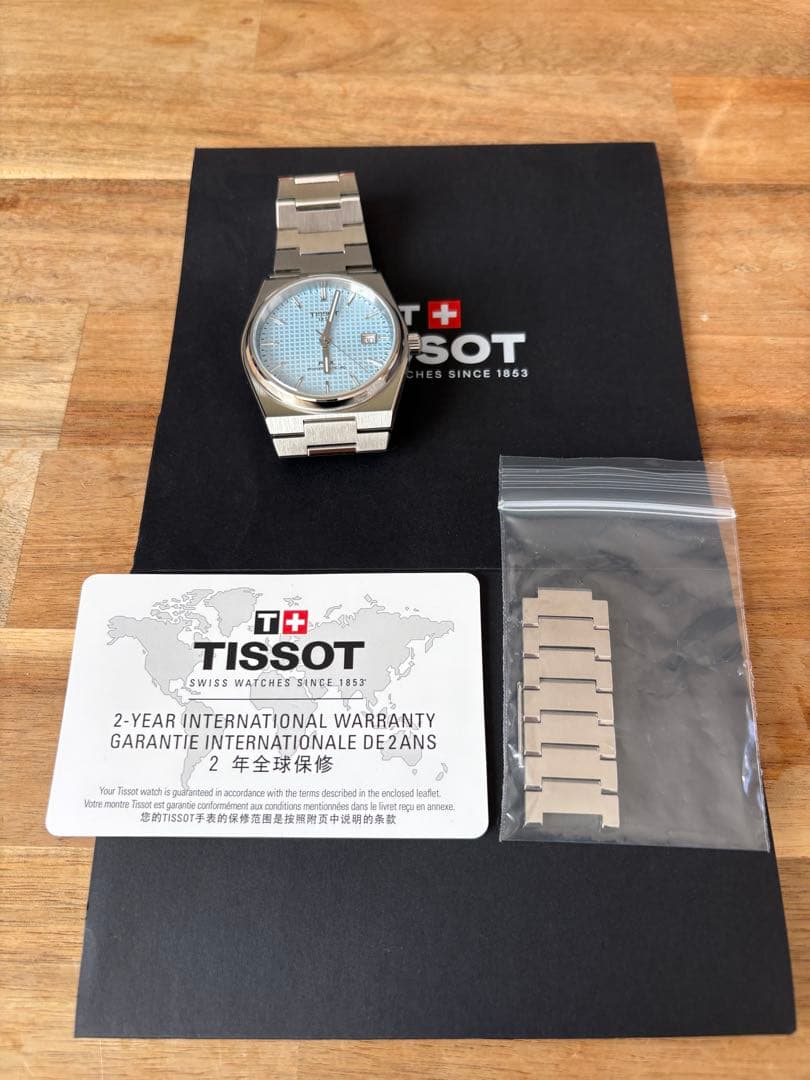 TISSOT
T+
SSOT
CHES SINCE 1853
T+
TISSOT
SWISS WATCHES SINCE 1853
2-YEAR INTERNATIONAL WARRANTY
GARANTIE INTERNATIONALE DE 2 ANS
2 年全球保修
Your Tissot watch is guaranteed in accordance with the terms described in the enclosed leaflet.
Votre montre Tissot est garantie conformément aux conditions mentionnées dans le livret reçu en annexe.
您的TISSOT手表的保修范围是按照附页中说明的条款